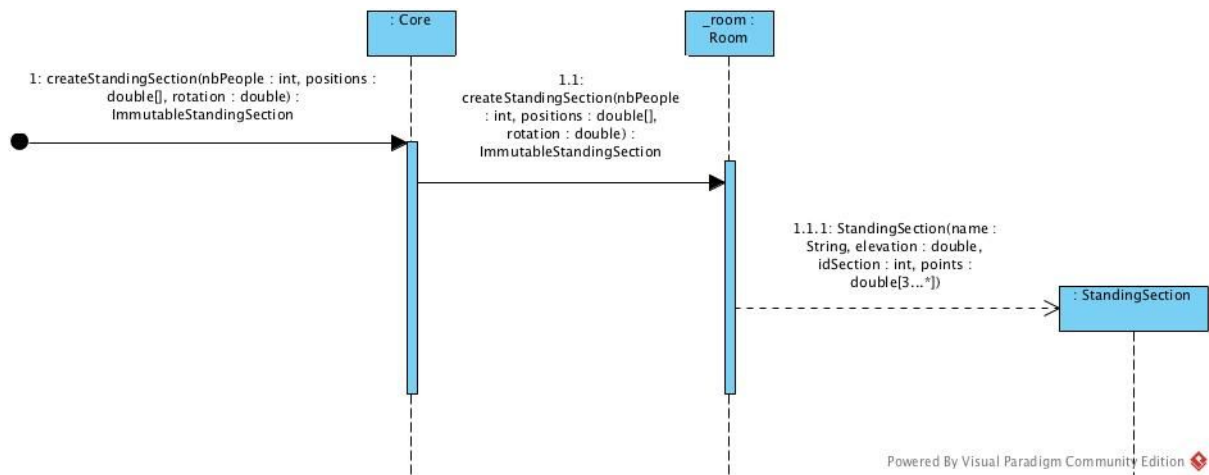 : Core
_room :
Room
1: createStandingSection(nbPeople : int, positions :
double[], rotation : double) :
ImmutableStandingSection
1.1:
createStandingSection(nbPeople
: int, positions : double[],
rotation : double) :
ImmutableStandingSection
1.1.1: StandingSection(name :
String, elevation : double,
idSection : int, points :
double[3...*])
: StandingSection
Powered By Visual Paradigm Community Edition